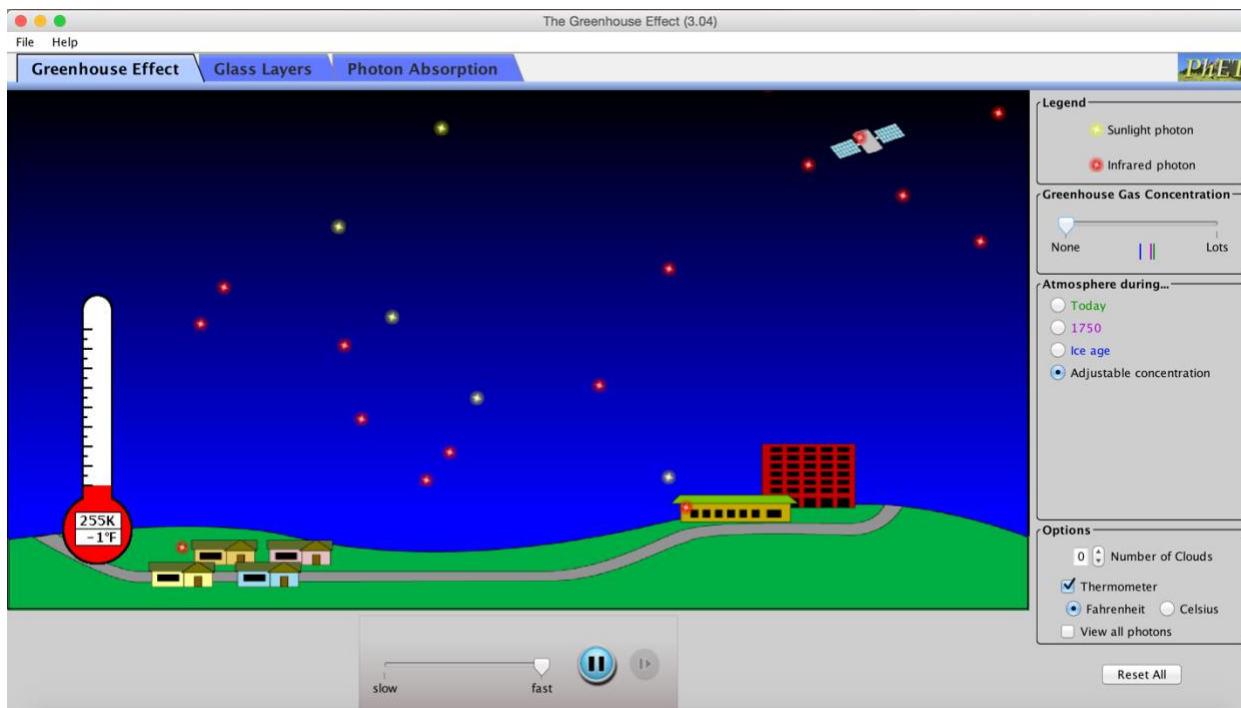 The Greenhouse Effect (3.04)
File Help
Greenhouse Effect Glass Layers Photon Absorption
PhET
Legend
Sunlight photon
Infrared photon
Greenhouse Gas Concentration
None Lots
Atmosphere during...
Today
1750
Ice age
Adjustable concentration
255K
-1°F
Options
0 Number of Clouds
Thermometer
Fahrenheit Celsius
View all photons
slow fast
Reset All